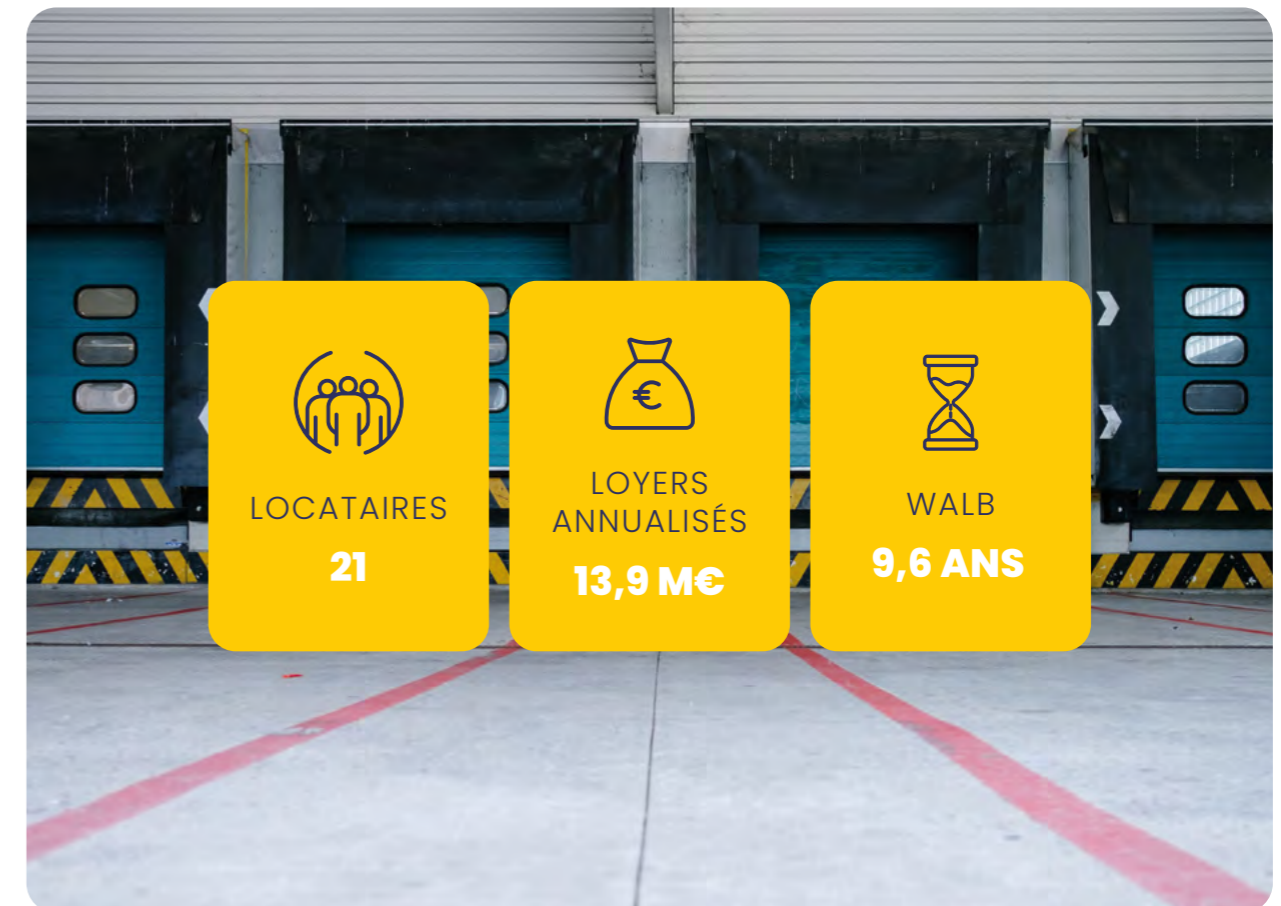 LOCATAIRES
21
LOYERS
ANNUALISÉS
13,9 M€
WALB
9,6 ANS